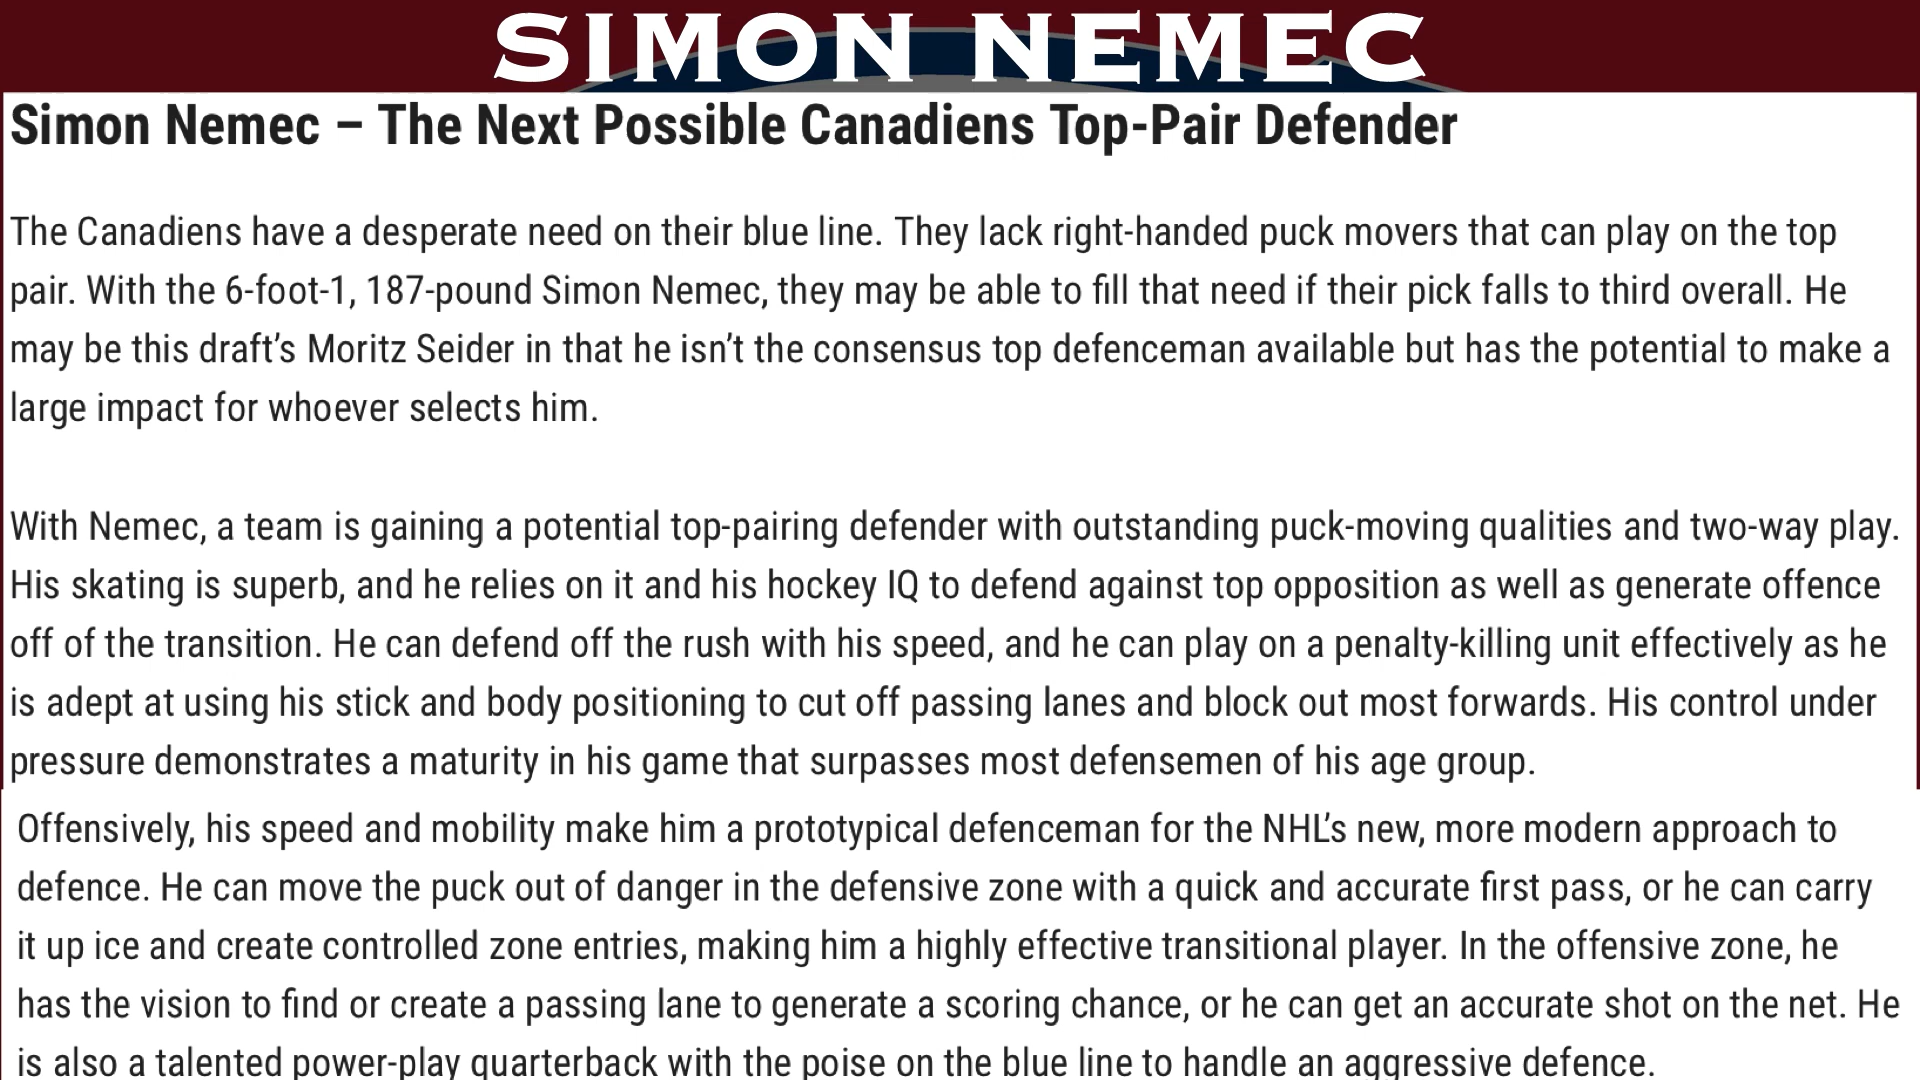 SIMON NEMEC
Simon Nemec – The Next Possible Canadiens Top-Pair Defender
The Canadiens have a desperate need on their blue line. They lack right-handed puck movers that can play on the top
pair. With the 6-foot-1, 187-pound Simon Nemec, they may be able to fill that need if their pick falls to third overall. He
may be this draft’s Moritz Seider in that he isn’t the consensus top defenceman available but has the potential to make a
large impact for whoever selects him.
With Nemec, a team is gaining a potential top-pairing defender with outstanding puck-moving qualities and two-way play.
His skating is superb, and he relies on it and his hockey IQ to defend against top opposition as well as generate offence
off of the transition. He can defend off the rush with his speed, and he can play on a penalty-killing unit effectively as he
is adept at using his stick and body positioning to cut off passing lanes and block out most forwards. His control under
pressure demonstrates a maturity in his game that surpasses most defensemen of his age group.
Offensively, his speed and mobility make him a prototypical defenceman for the NHL’s new, more modern approach to
defence. He can move the puck out of danger in the defensive zone with a quick and accurate first pass, or he can carry
it up ice and create controlled zone entries, making him a highly effective transitional player. In the offensive zone, he
has the vision to find or create a passing lane to generate a scoring chance, or he can get an accurate shot on the net. He
is also a talented power-play quarterback with the poise on the blue line to handle an aggressive defence.